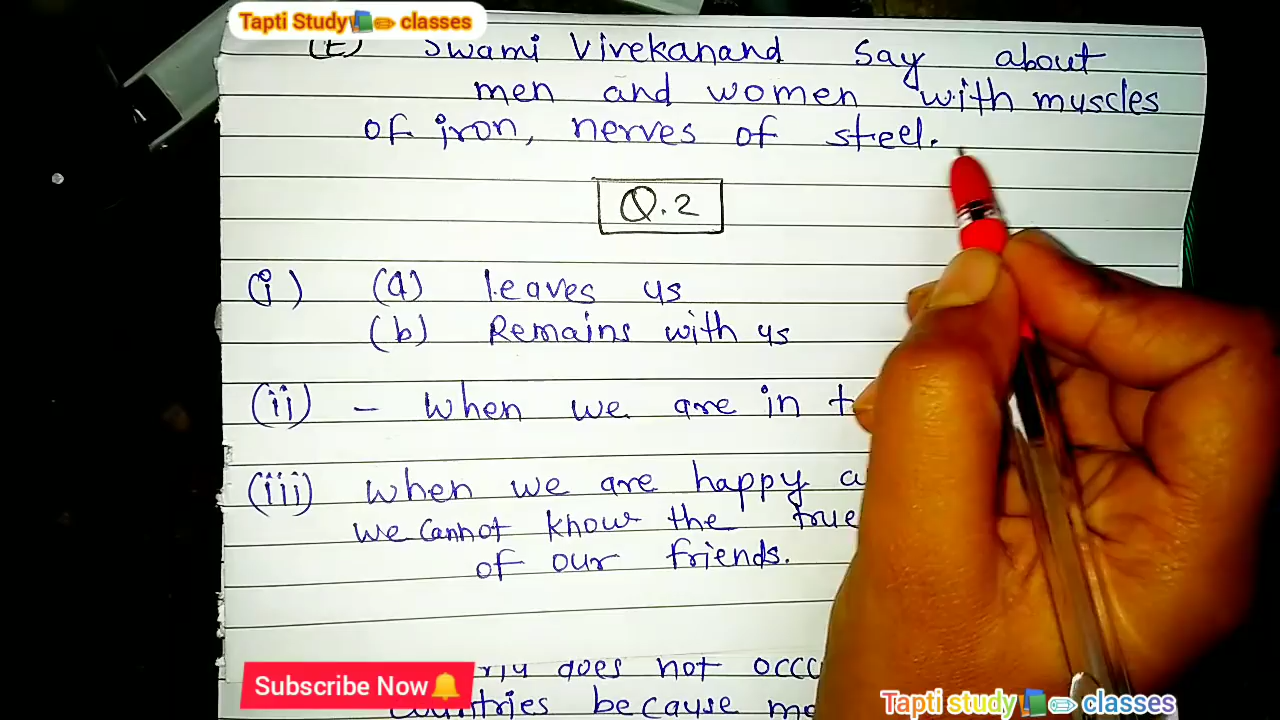 Tapti Study classes
(E) Swami Vivekanand Say about
men and women with muscles
of iron, nerves of steel.
Q.2
(i) (a) leaves us
(b) Remains with us
(ii) - when we are in
(iii) when we are happy
we cannot know the true
of our friends.
does not
because
Subscribe Now
Tapti study classes